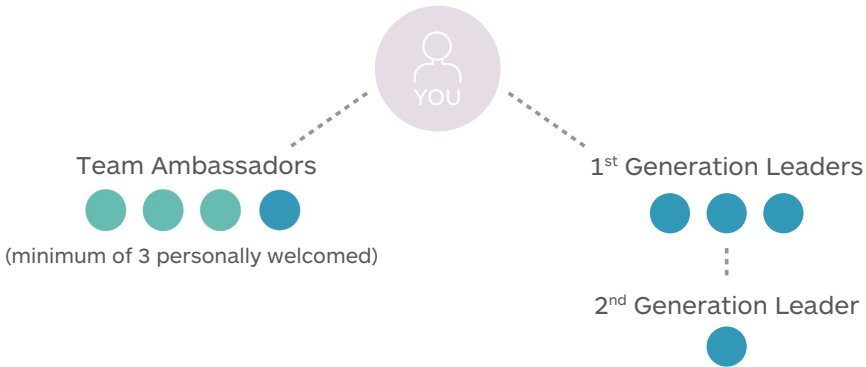 YOU
Team Ambassadors
(minimum of 3 personally welcomed)
1st Generation Leaders
2nd Generation Leader